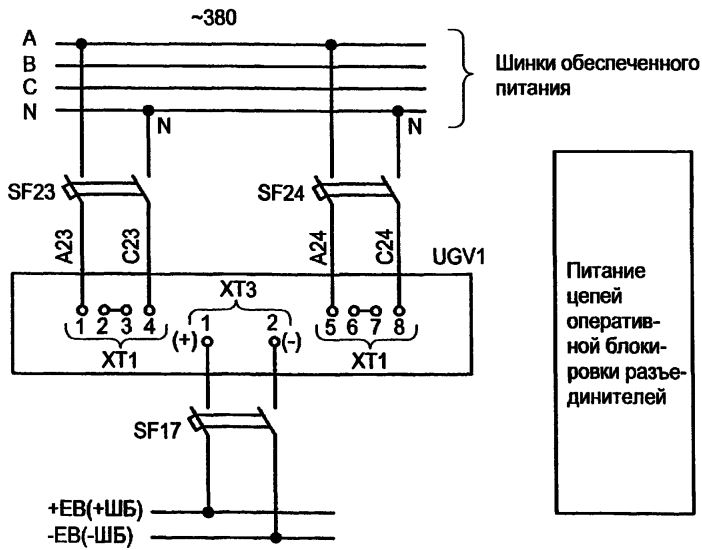 ~380
A
B
C
N
Шинки обеспеченного
питания
N
N
SF23
SF24
A23
C23
A24
C24
UGV1
XT3
1
2
3
4
1
2
5
6
7
8
(+)
(-)
XT1
XT1
SF17
+EB(+ШБ)
-EB(-ШБ)
Питание
цепей
оператив-
ной блоки-
ровки разъе-
динителей